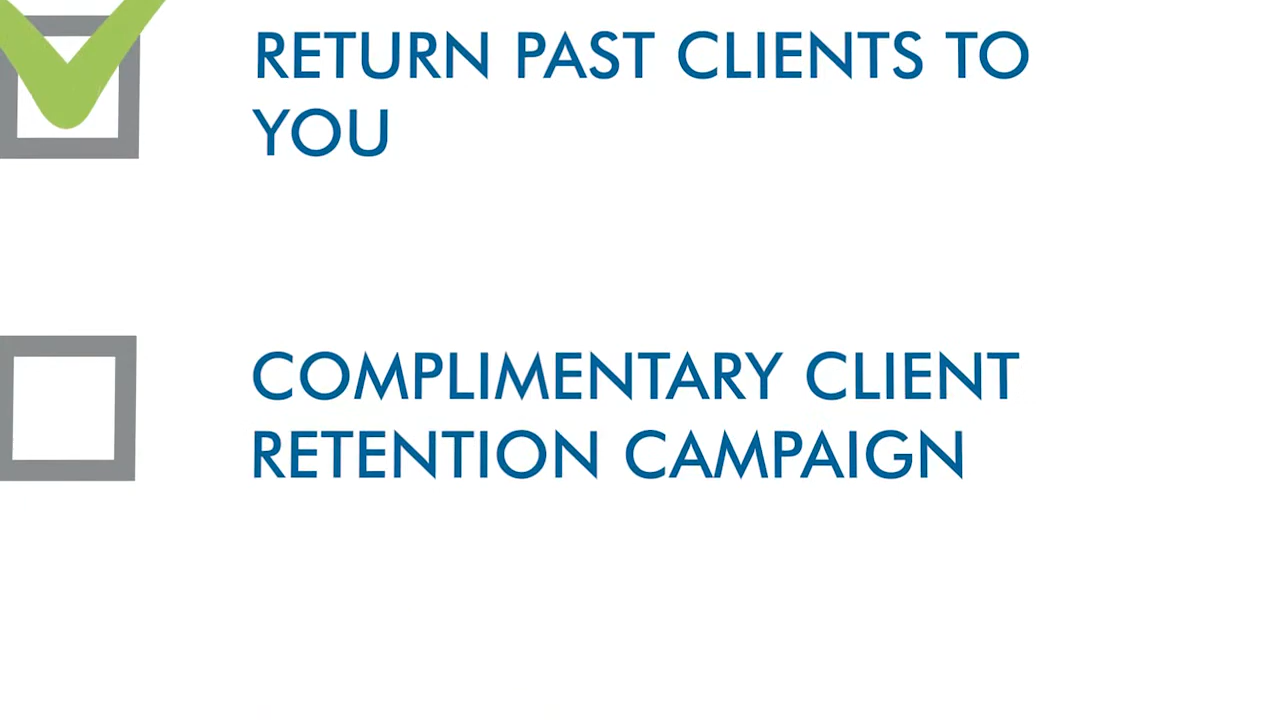 RETURN PAST CLIENTS TO
YOU
COMPLIMENTARY CLIENT
RETENTION CAMPAIGN